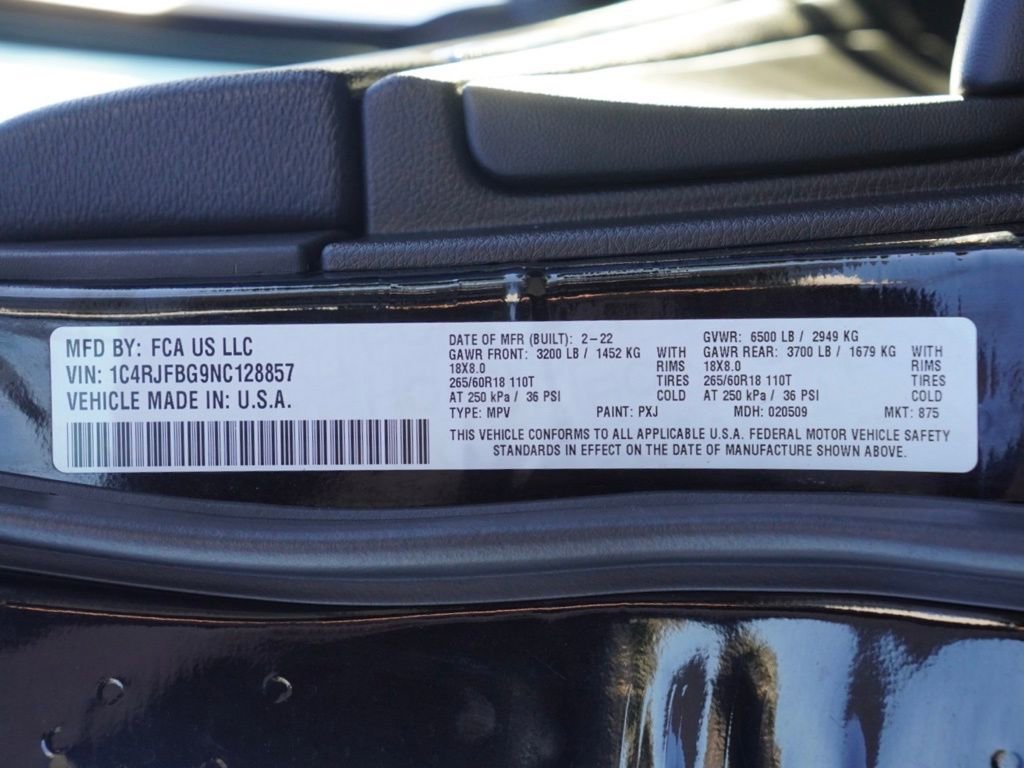 MFD BY: FCA US LLC
VIN: 1C4RJFBG9NC128857
VEHICLE MADE IN: U.S.A.
DATE OF MFR (BUILT): 2-22
GAWR FRONT: 3200 LB / 1452 KG WITH
18X8.0 RIMS
265/60R18 110T TIRES
AT 250 kPa / 36 PSI COLD
TYPE: MPV PAINT: PXJ
GVWR: 6500 LB / 2949 KG
GAWR REAR: 3700 LB / 1679 KG WITH
18X8.0 RIMS
265/60R18 110T TIRES
AT 250 kPa / 36 PSI COLD
MDH: 020509 MKT: 875
THIS VEHICLE CONFORMS TO ALL APPLICABLE U.S.A. FEDERAL MOTOR VEHICLE SAFETY
STANDARDS IN EFFECT ON THE DATE OF MANUFACTURE SHOWN ABOVE.